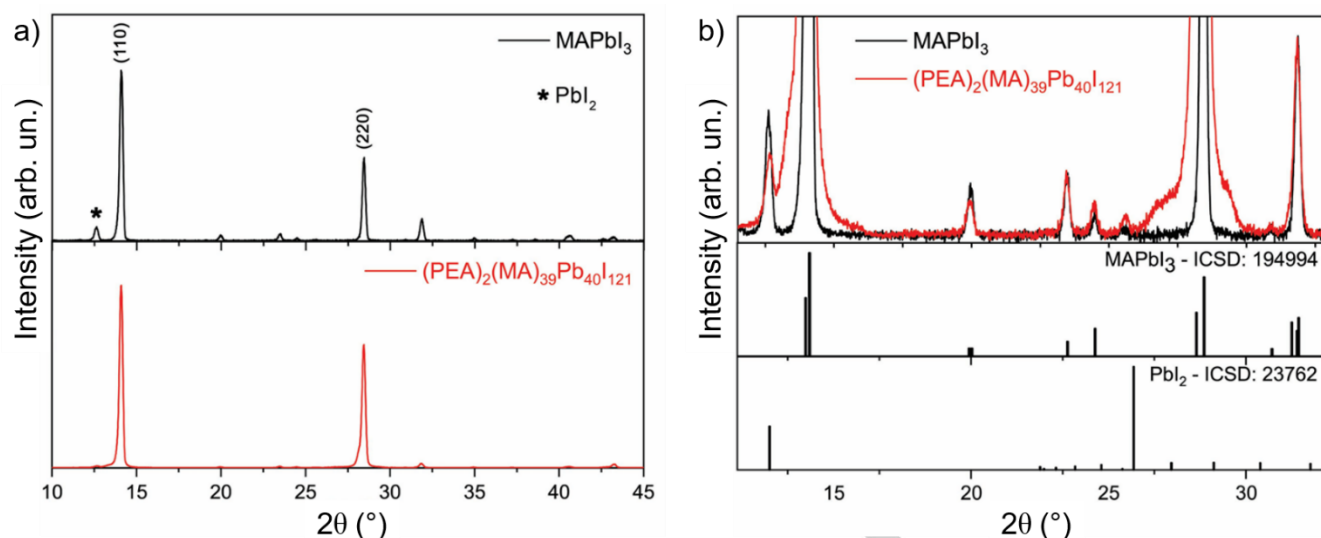 a)
Intensity (arb. un.)
(110)
(220)
MAPbI₃
* PbI₂
(PEA)₂(MA)₃₉Pb₄₀I₁₂₁
10 15 20 25 30 35 40 45
2θ (°)
b)
Intensity (arb. un.)
MAPbI₃
(PEA)₂(MA)₃₉Pb₄₀I₁₂₁
MAPbI₃ - ICSD: 194994
PbI₂ - ICSD: 23762
15 20 25 30
2θ (°)